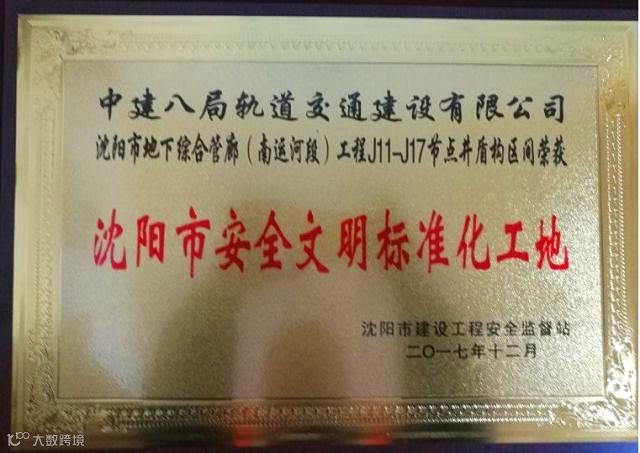 中建八局轨道交通建设有限公司
沈阳市地下综合管廊（南运河段）工程J11-J17节点井盾构区间荣获
沈阳市安全文明标准化工地
沈阳市建设工程安全监督站
二〇一七年十二月
大数跨境